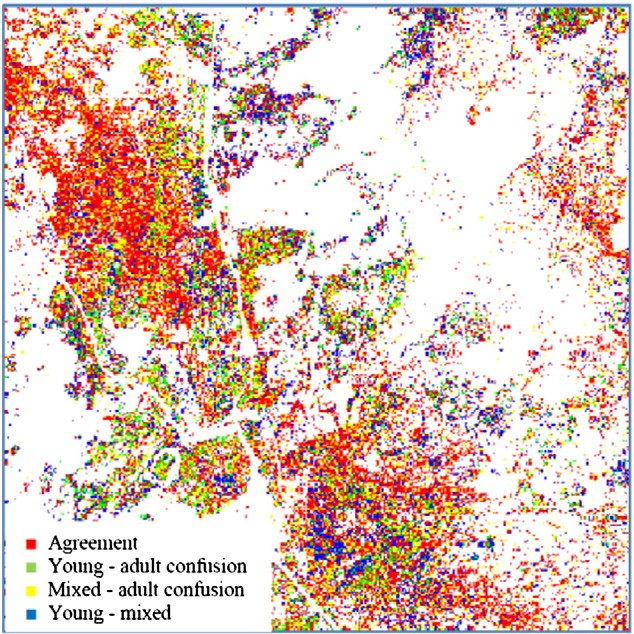 Agreement
Young - adult confusion
Mixed - adult confusion
Young - mixed